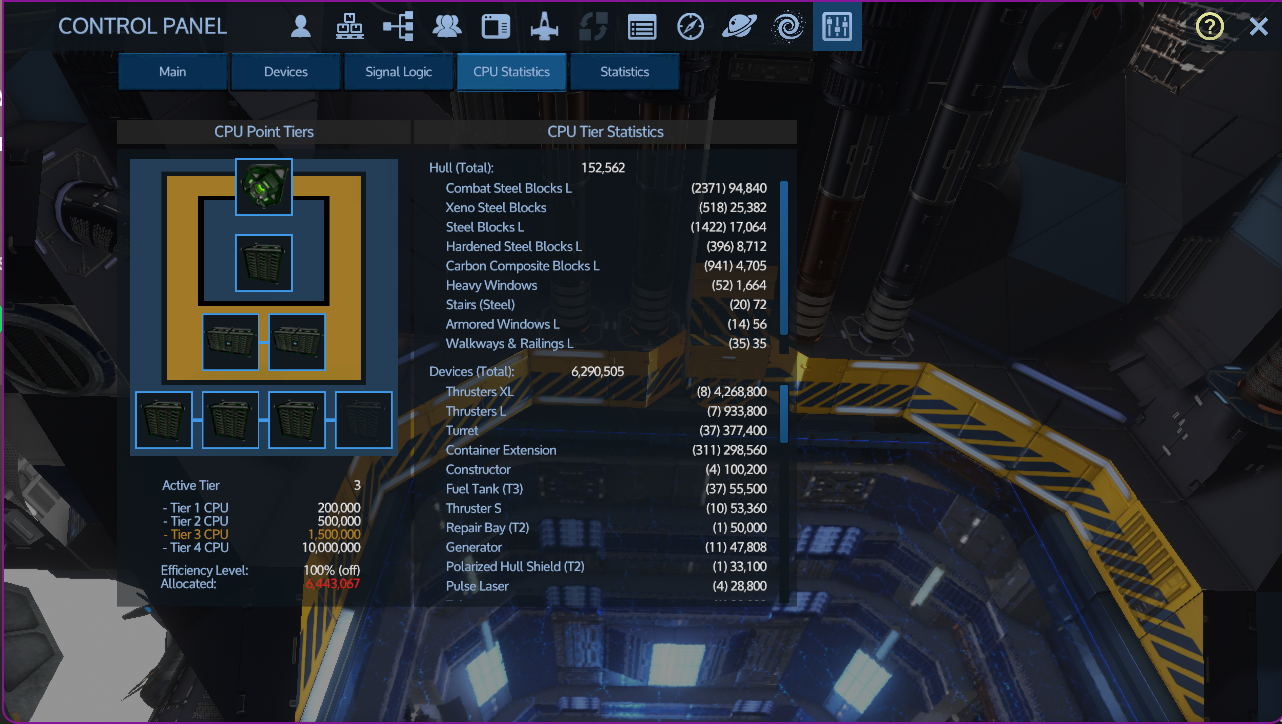 CONTROL PANEL
?
Main
Devices
Signal Logic
CPU Statistics
Statistics
CPU Point Tiers
Active Tier 3
- Tier 1 CPU 200,000
- Tier 2 CPU 500,000
- Tier 3 CPU 1,500,000
- Tier 4 CPU 10,000,000
Efficiency Level: 100% (off)
Allocated: 6,443,067
CPU Tier Statistics
Hull (Total): 152,562
Combat Steel Blocks L (2371) 94,840
Xeno Steel Blocks (518) 25,382
Steel Blocks L (1422) 17,064
Hardened Steel Blocks L (396) 8,712
Carbon Composite Blocks L (941) 4,705
Heavy Windows (52) 1,664
Stairs (Steel) (20) 72
Armored Windows L (14) 56
Walkways & Railings L (35) 35
Devices (Total): 6,290,505
Thrusters XL (8) 4,268,800
Thrusters L (7) 933,800
Turret (37) 377,400
Container Extension (311) 298,560
Constructor (4) 100,200
Fuel Tank (T3) (37) 55,500
Thruster S (10) 53,360
Repair Bay (T2) (1) 50,000
Generator (11) 47,808
Polarized Hull Shield (T2) (1) 33,100
Pulse Laser (4) 28,800